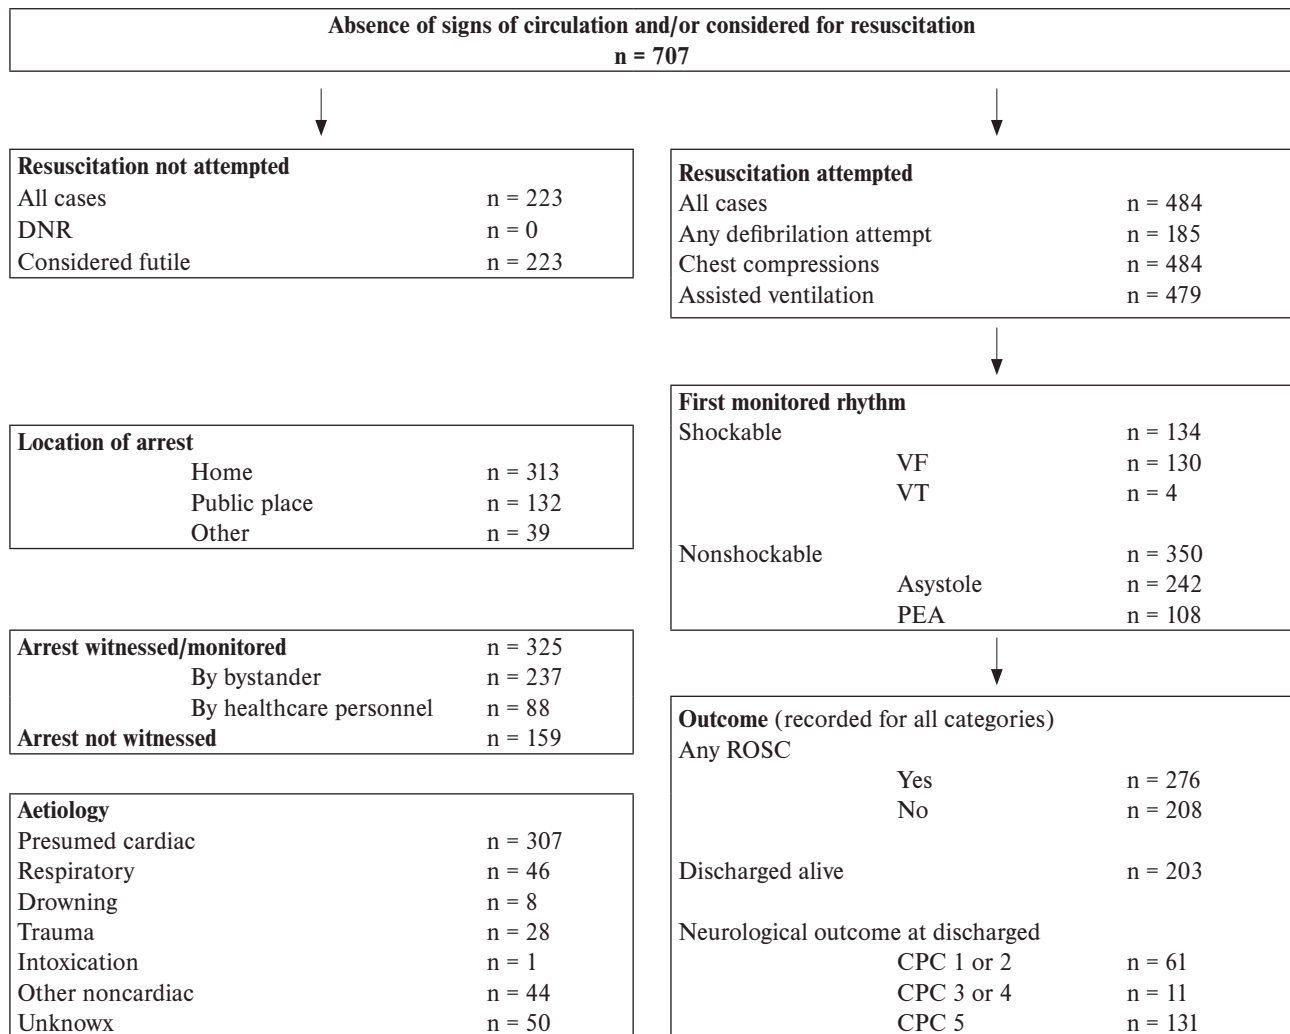 Absence of signs of circulation and/or considered for resuscitation
n = 707
Resuscitation not attempted
All cases n = 223
DNR n = 0
Considered futile n = 223
Resuscitation attempted
All cases n = 484
Any defibrilation attempt n = 185
Chest compressions n = 484
Assisted ventilation n = 479
Location of arrest
Home n = 313
Public place n = 132
Other n = 39
First monitored rhythm
Shockable n = 134
VF n = 130
VT n = 4
Nonshockable n = 350
Asystole n = 242
PEA n = 108
Arrest witnessed/monitored n = 325
By bystander n = 237
By healthcare personnel n = 88
Arrest not witnessed n = 159
Outcome (recorded for all categories)
Any ROSC
Yes n = 276
No n = 208
Discharged alive n = 203
Neurological outcome at discharged
CPC 1 or 2 n = 61
CPC 3 or 4 n = 11
CPC 5 n = 131
Aetiology
Presumed cardiac n = 307
Respiratory n = 46
Drowning n = 8
Trauma n = 28
Intoxication n = 1
Other noncardiac n = 44
Unknowx n = 50